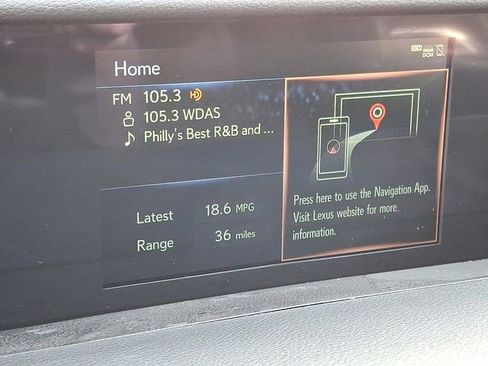 Home
FM 105.3 HD
105.3 WDAS
Philly's Best R&B and ...
Latest 18.6 MPG
Range 36 miles
Press here to use the Navigation App.
Visit Lexus website for more
information.